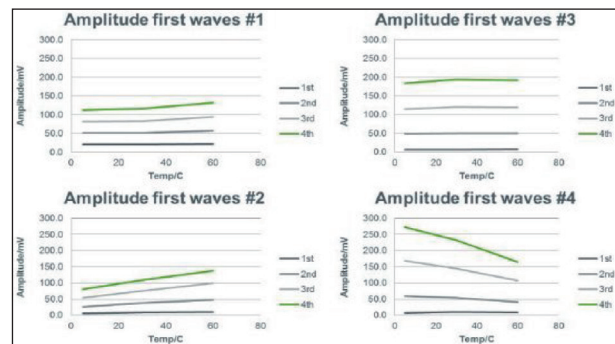 Amplitude first waves #1
300.0
250.0
200.0
150.0
100.0
50.0
0.0
0 20 40 60 80
Amplitude/mV
Temp/C
1st
2nd
3rd
4th
Amplitude first waves #3
300.0
250.0
200.0
150.0
100.0
50.0
0.0
0 20 40 60 80
Amplitude/mV
Temp/C
1st
2nd
3rd
4th
Amplitude first waves #2
300.0
250.0
200.0
150.0
100.0
50.0
0.0
0 20 40 60 80
Amplitude/mV
Temp/C
1st
2nd
3rd
4th
Amplitude first waves #4
300.0
250.0
200.0
150.0
100.0
50.0
0.0
0 20 40 60 80
Amplitude/mV
Temp/C
1st
2nd
3rd
4th